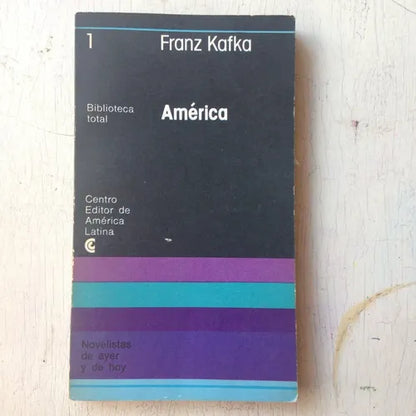 1 Franz Kafka
Biblioteca
total
América
Centro
Editor de
América
Latina
Novelistas
de ayer
y de hoy